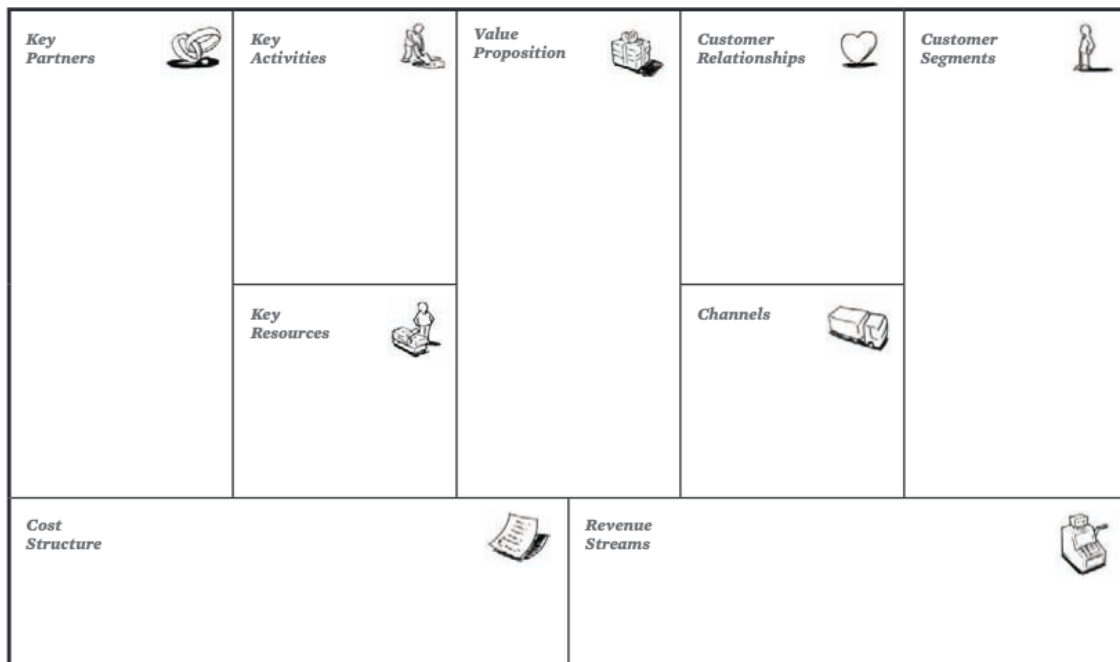 Key
Partners
Key
Activities
Value
Proposition
Customer
Relationships
Customer
Segments
Key
Resources
Channels
Cost
Structure
Revenue
Streams